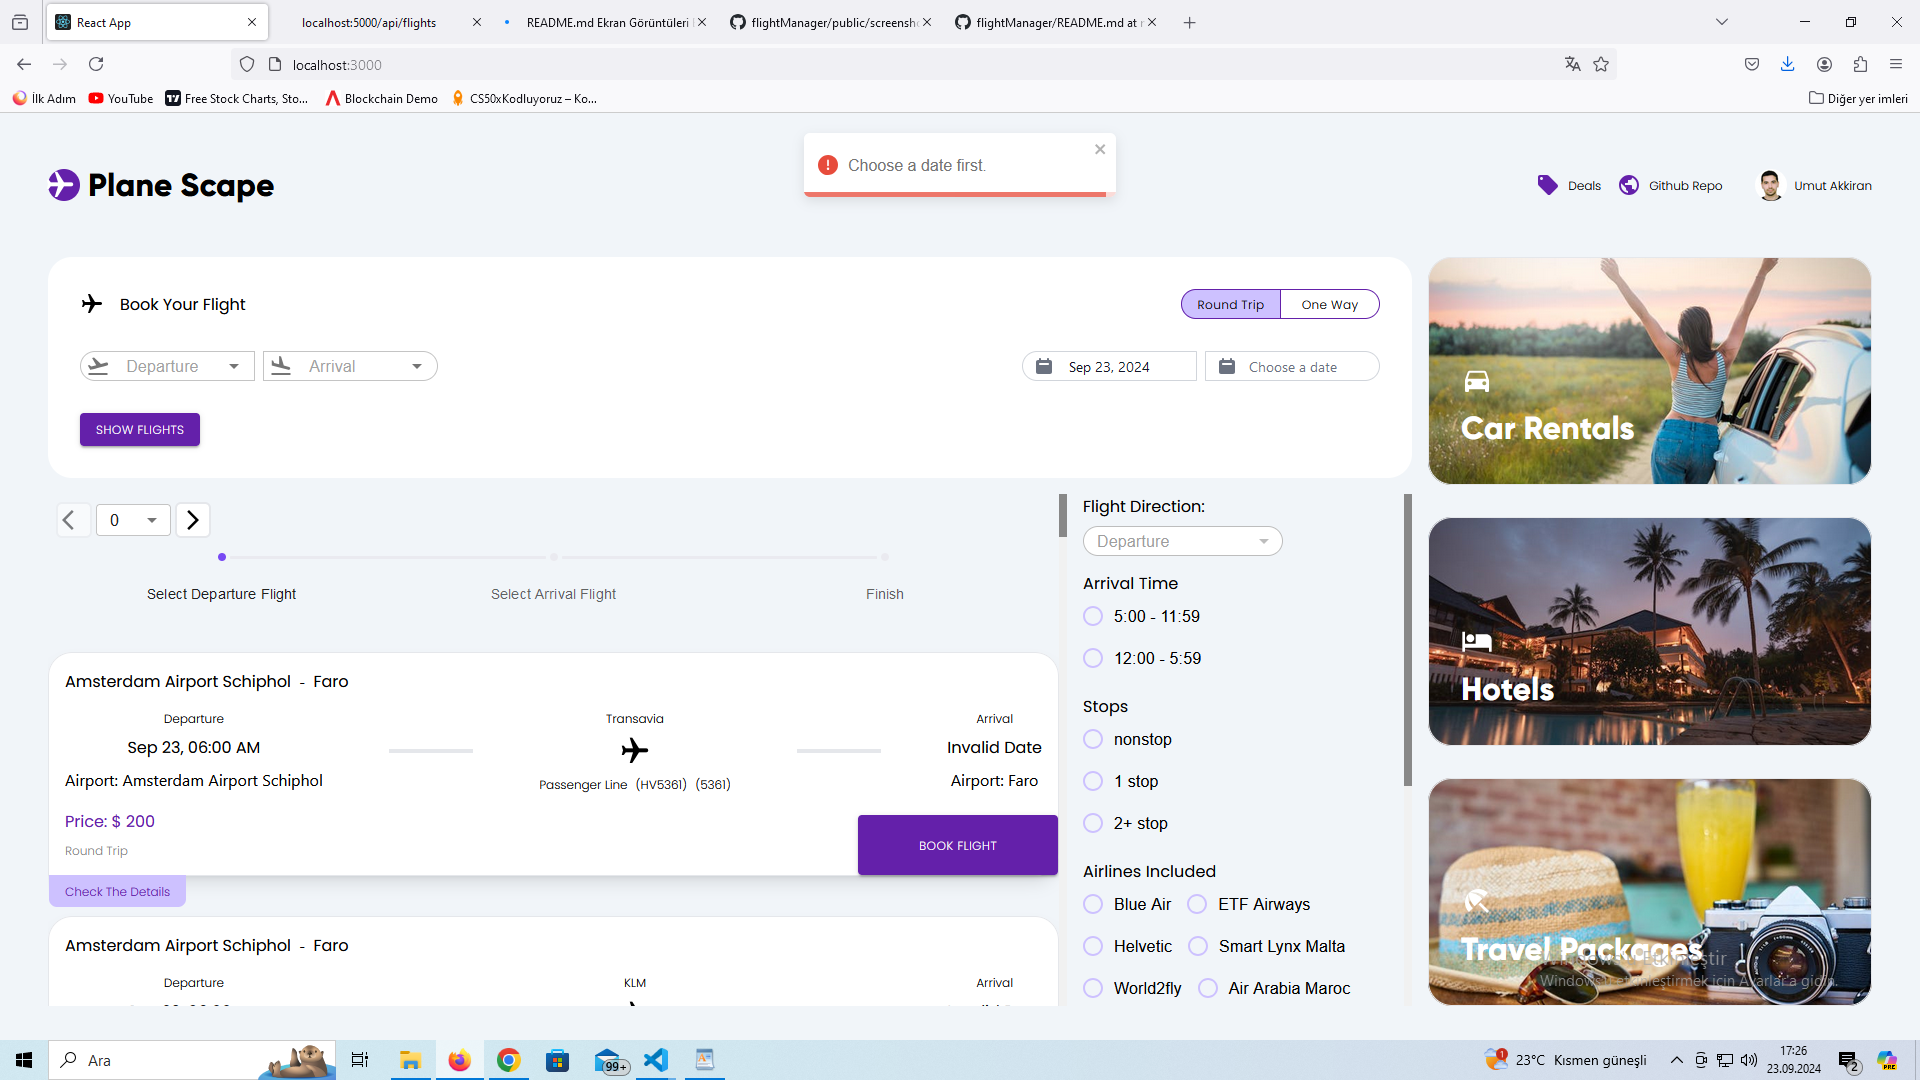 React App
localhost:5000/api/flights
README.md Ekran Görüntüleri
flightManager/public/screensh
flightManager/README.md at
localhost:3000
İlk Adım
YouTube
Free Stock Charts, Sto...
Blockchain Demo
CS50xKodluyoruz – Ko...
Diğer yer imleri
Choose a date first.
Plane Scape
Deals
Github Repo
Umut Akkiran
Book Your Flight
Round Trip
One Way
Departure
Arrival
Sep 23, 2024
Choose a date
SHOW FLIGHTS
Car Rentals
0
Select Departure Flight
Select Arrival Flight
Finish
Flight Direction:
Departure
Arrival Time
5:00 - 11:59
12:00 - 5:59
Stops
nonstop
1 stop
2+ stop
Airlines Included
Blue Air
ETF Airways
Helvetic
Smart Lynx Malta
World2fly
Air Arabia Maroc
Hotels
Amsterdam Airport Schiphol - Faro
Departure
Transavia
Arrival
Sep 23, 06:00 AM
Invalid Date
Airport: Amsterdam Airport Schiphol
Passenger Line (HV5361) (5361)
Airport: Faro
Price: $ 200
Round Trip
BOOK FLIGHT
Check The Details
Amsterdam Airport Schiphol - Faro
Departure
KLM
Arrival
Travel Packages
Windows'u Etkinleştir
Windows'u etkinleştirmek için Ayarlar'a gidin.
Ara
99+
1
23°C Kısmen güneşli
17:26
23.09.2024
2
PRE